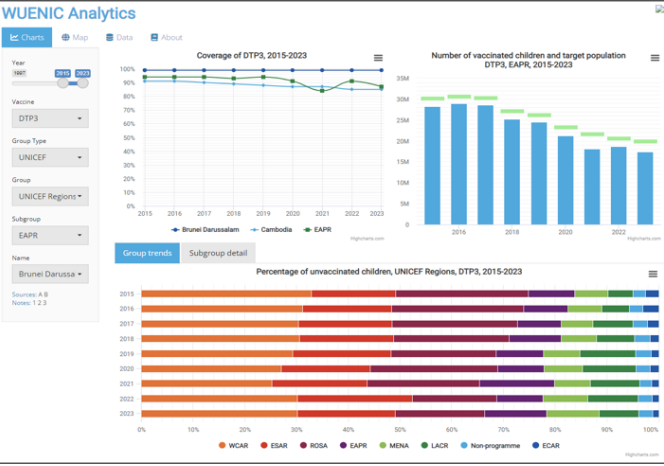 WUENIC Analytics
Charts
Map
Data
About
Year
1997 2015 2023
Vaccine
DTP3
Group Type
UNICEF
Group
UNICEF Regions
Subgroup
EAPR
Name
Brunei Darussa
Sources: A B
Notes: 1 2 3
Coverage of DTP3, 2015-2023
100%
90%
80%
70%
60%
50%
40%
30%
20%
10%
0%
2015 2016 2017 2018 2019 2020 2021 2022 2023
Brunei Darussalam Cambodia EAPR
Highcharts.com
Number of vaccinated children and target population
DTP3, EAPR, 2015-2023
35M
30M
25M
20M
15M
10M
5M
0M
2016 2018 2020 2022
Highcharts.com
Group trends Subgroup detail
Percentage of unvaccinated children, UNICEF Regions, DTP3, 2015-2023
2015
2016
2017
2018
2019
2020
2021
2022
2023
0% 10% 20% 30% 40% 50% 60% 70% 80% 90% 100%
WCAR ESAR ROSA EAPR MENA LACR Non-programme ECAR
Highcharts.com